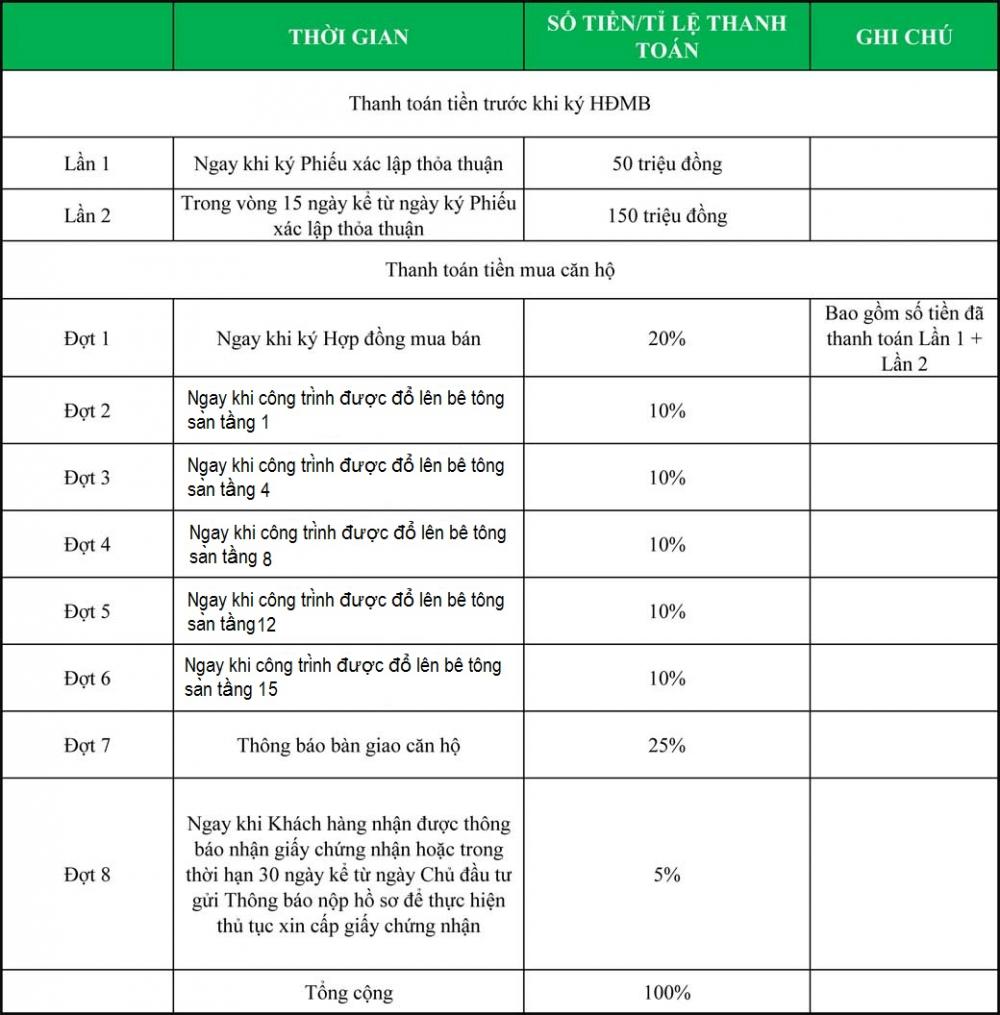 THỜI GIAN
SỐ TIỀN/TỈ LỆ THANH
TOÁN
GHI CHÚ
Thanh toán tiền trước khi ký HĐMB
Lần 1
Ngay khi ký Phiếu xác lập thỏa thuận
50 triệu đồng
Lần 2
Trong vòng 15 ngày kể từ ngày ký Phiếu
xác lập thỏa thuận
150 triệu đồng
Thanh toán tiền mua căn hộ
Đợt 1
Ngay khi ký Hợp đồng mua bán
20%
Bao gồm số tiền đã
thanh toán Lần 1 +
Lần 2
Đợt 2
Ngay khi công trình được đổ lên bê tông
sàn tầng 1
10%
Đợt 3
Ngay khi công trình được đổ lên bê tông
sàn tầng 4
10%
Đợt 4
Ngay khi công trình được đổ lên bê tông
sàn tầng 8
10%
Đợt 5
Ngay khi công trình được đổ lên bê tông
sàn tầng12
10%
Đợt 6
Ngay khi công trình được đổ lên bê tông
sàn tầng 15
10%
Đợt 7
Thông báo bàn giao căn hộ
25%
Đợt 8
Ngay khi Khách hàng nhận được thông
báo nhận giấy chứng nhận hoặc trong
thời hạn 30 ngày kể từ ngày Chủ đầu tư
gửi Thông báo nộp hồ sơ để thực hiện
thủ tục xin cấp giấy chứng nhận
5%
Tổng cộng
100%